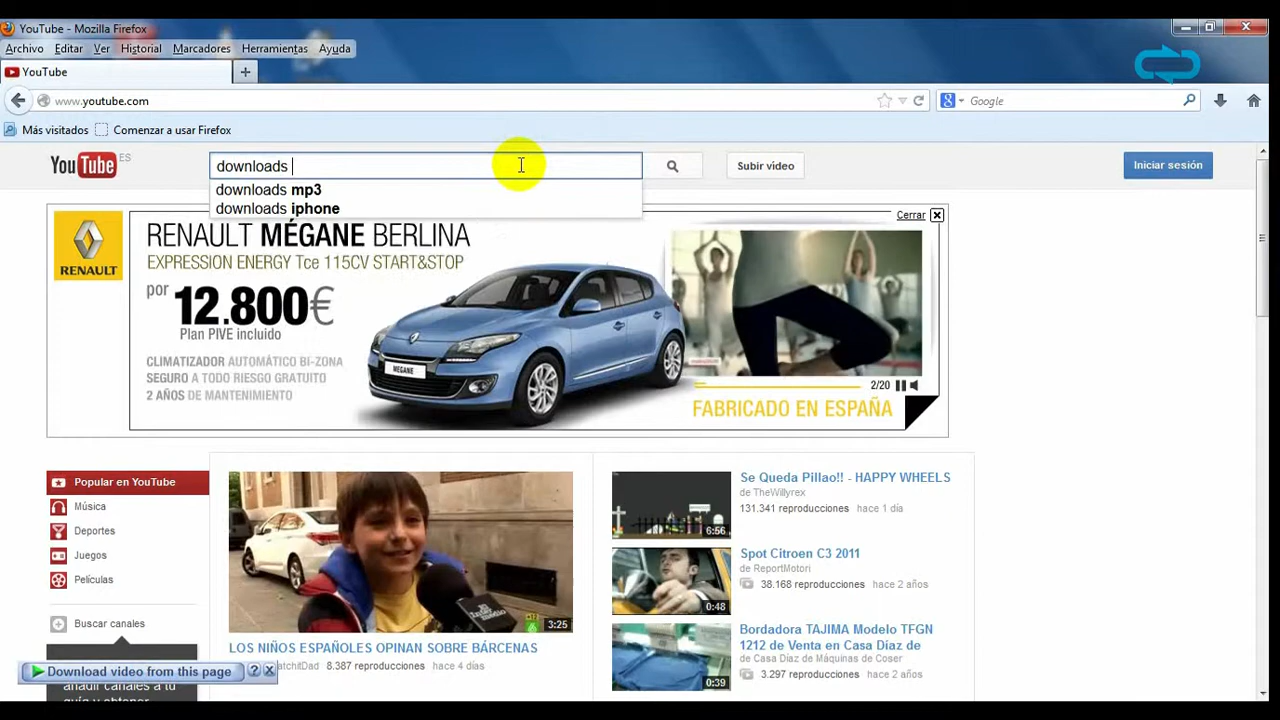 YouTube - Mozilla Firefox
Archivo Editar Ver Historial Marcadores Herramientas Ayuda
YouTube
www.youtube.com
Google
Más visitados Comenzar a usar Firefox
YouTube ES
downloads
Subir vídeo
Iniciar sesión
downloads mp3
downloads iphone
Cerrar
RENAULT
RENAULT MÉGANE BERLINA
EXPRESSION ENERGY Tce 115CV START&STOP
por 12.800€
Plan PIVE incluido
CLIMATIZADOR AUTOMÁTICO BI-ZONA
SEGURO A TODO RIESGO GRATUITO
2 AÑOS DE MANTENIMIENTO
MEGANE
2/20
FABRICADO EN ESPAÑA
Popular en YouTube
Música
Deportes
Juegos
Películas
Buscar canales
3:25
LOS NIÑOS ESPAÑOLES OPINAN SOBRE BÁRCENAS
8.387 reproducciones hace 4 días
6:56
Se Queda Pillao!! - HAPPY WHEELS
de TheWillyrex
131.341 reproducciones hace 1 día
0:48
Spot Citroen C3 2011
de ReportMotori
38.168 reproducciones hace 2 años
0:39
Bordadora TAJIMA Modelo TFGN
1212 de Venta en Casa Díaz de
de Casa Díaz de Máquinas de Coser
3.297 reproducciones hace 2 años
Download video from this page